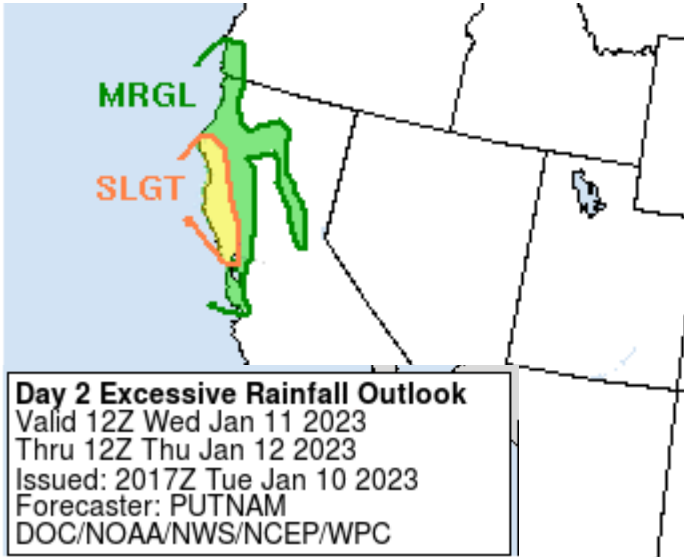 MRGL
SLGT
Day 2 Excessive Rainfall Outlook
Valid 12Z Wed Jan 11 2023
Thru 12Z Thu Jan 12 2023
Issued: 2017Z Tue Jan 10 2023
Forecaster: PUTNAM
DOC/NOAA/NWS/NCEP/WPC